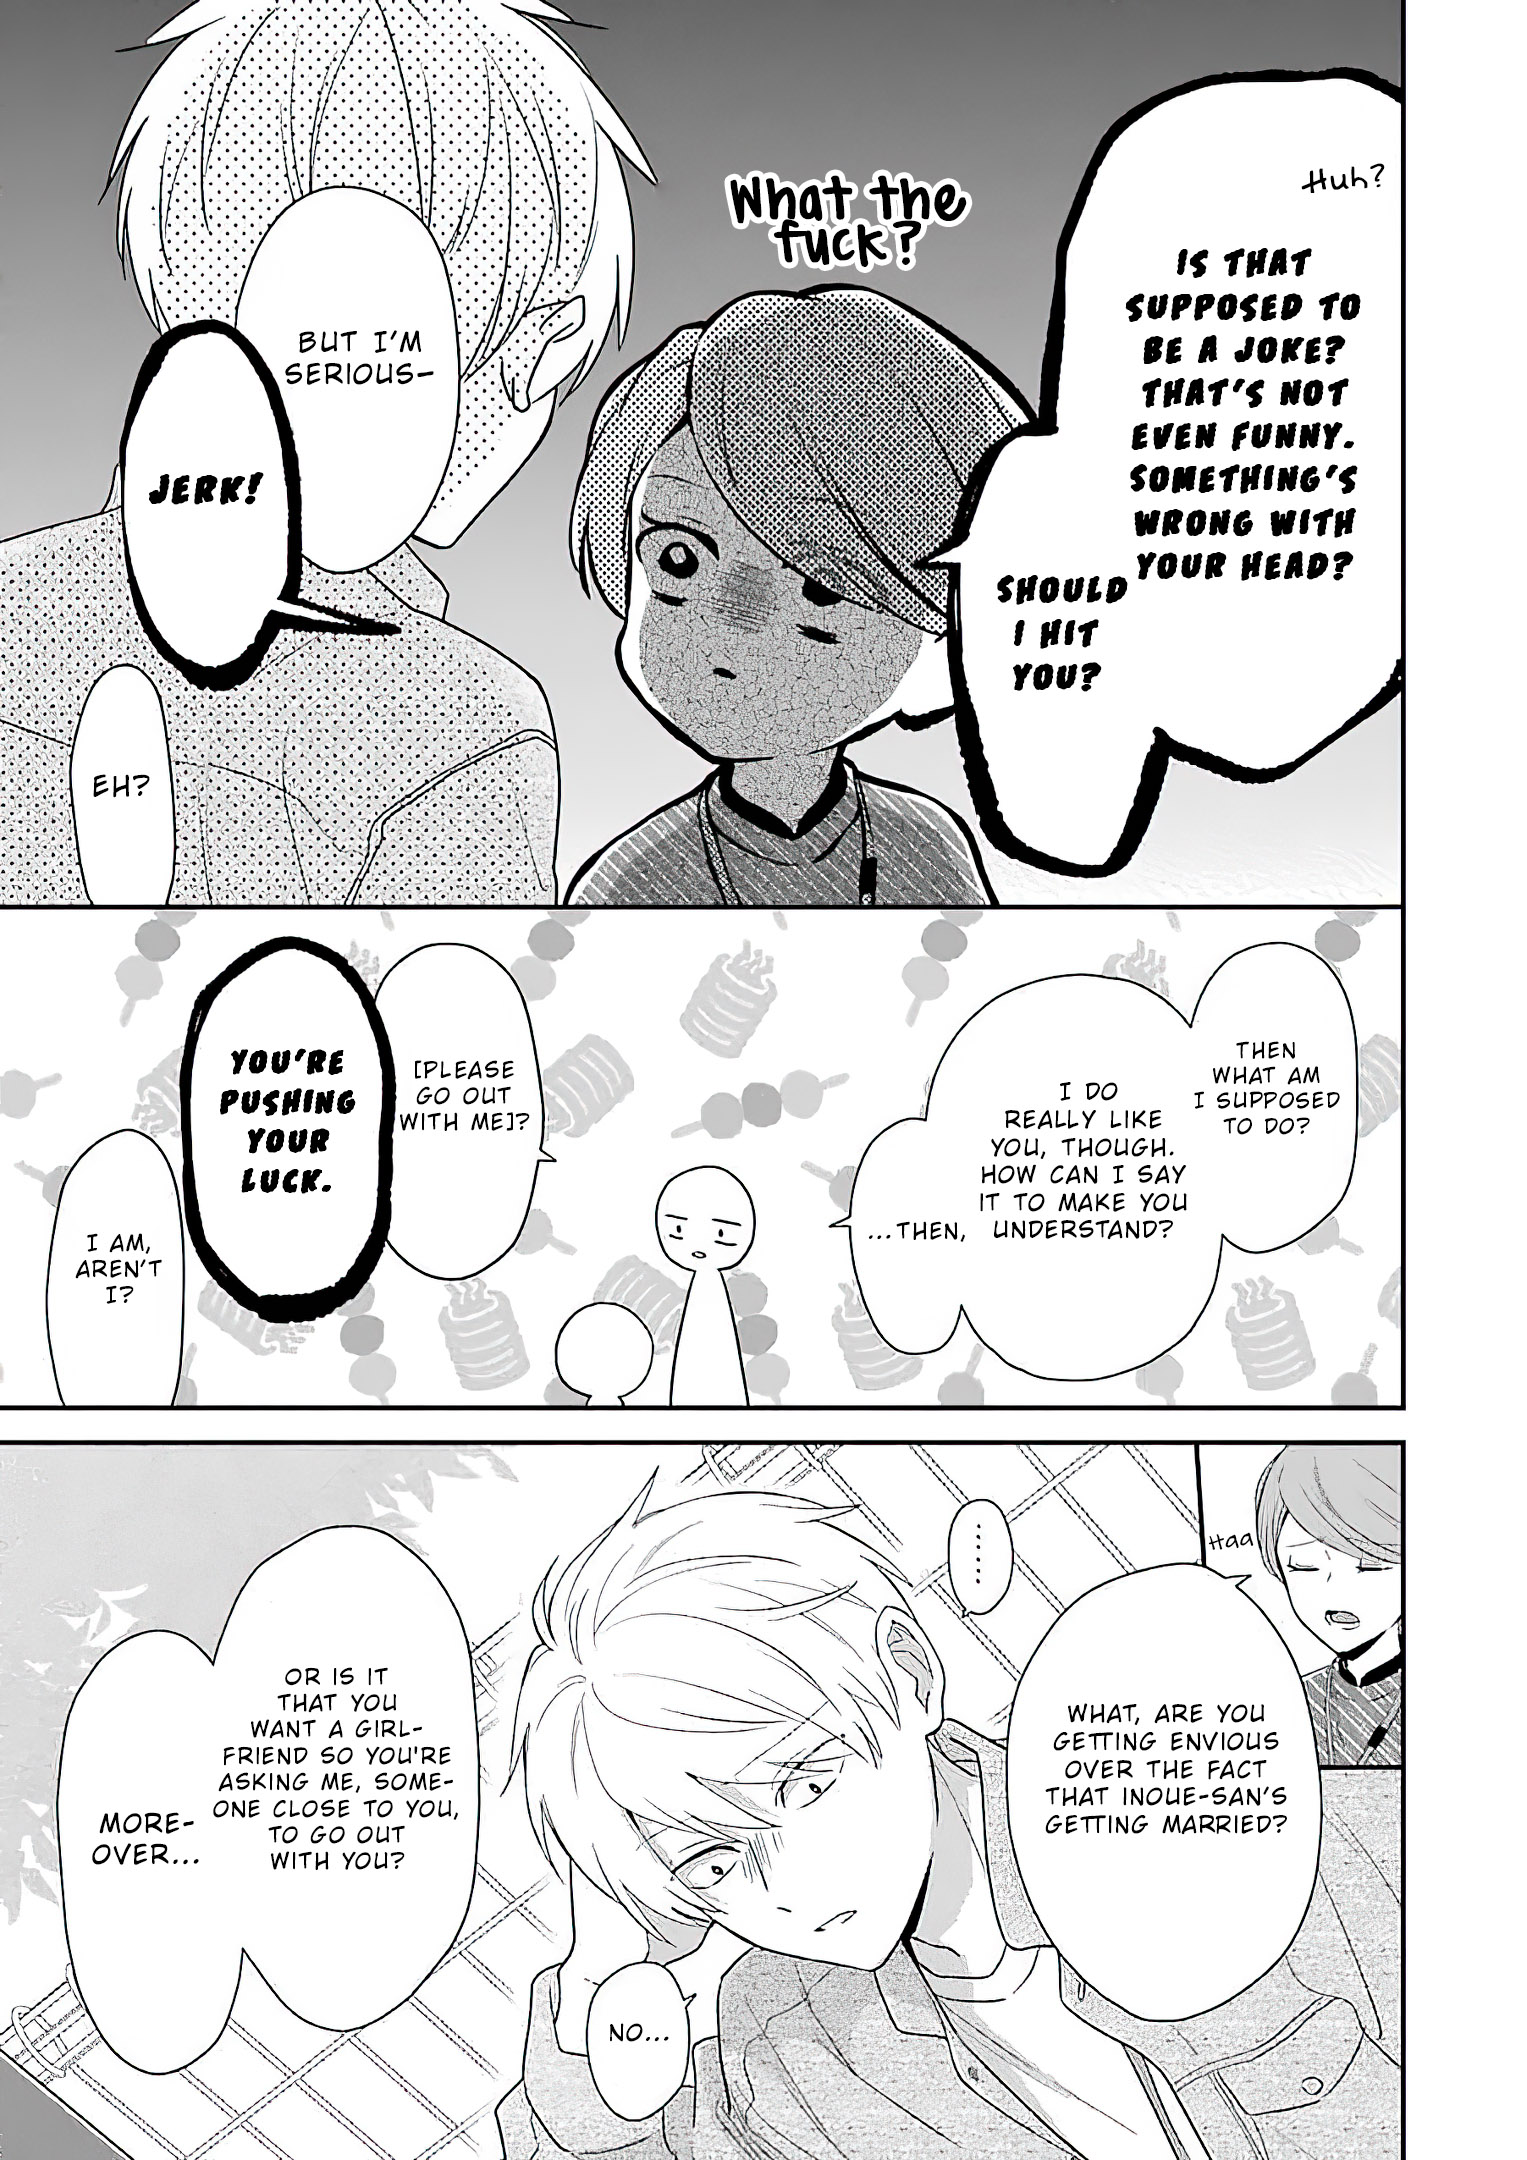 Huh?
IS THAT
SUPPOSED TO
BE A JOKE?
THAT'S NOT
EVEN FUNNY.
SOMETHING'S
WRONG WITH
YOUR HEAD?
SHOULD
I HIT
YOU?
What the
fuck?
BUT I'M
SERIOUS-
JERK!
EH?
THEN
WHAT AM
I SUPPOSED
TO DO?
I DO
REALLY LIKE
YOU, THOUGH.
HOW CAN I SAY
IT TO MAKE YOU
UNDERSTAND?
...THEN,
[PLEASE
GO OUT
WITH ME]?
YOU'RE
PUSHING
YOUR
LUCK.
I AM,
AREN'T
I?
Haa
WHAT, ARE YOU
GETTING ENVIOUS
OVER THE FACT
THAT INOUE-SAN'S
GETTING MARRIED?
......
OR IS IT
THAT YOU
WANT A GIRL-
FRIEND SO YOU'RE
ASKING ME, SOME-
ONE CLOSE TO YOU,
TO GO OUT
WITH YOU?
MORE-
OVER...
NO...